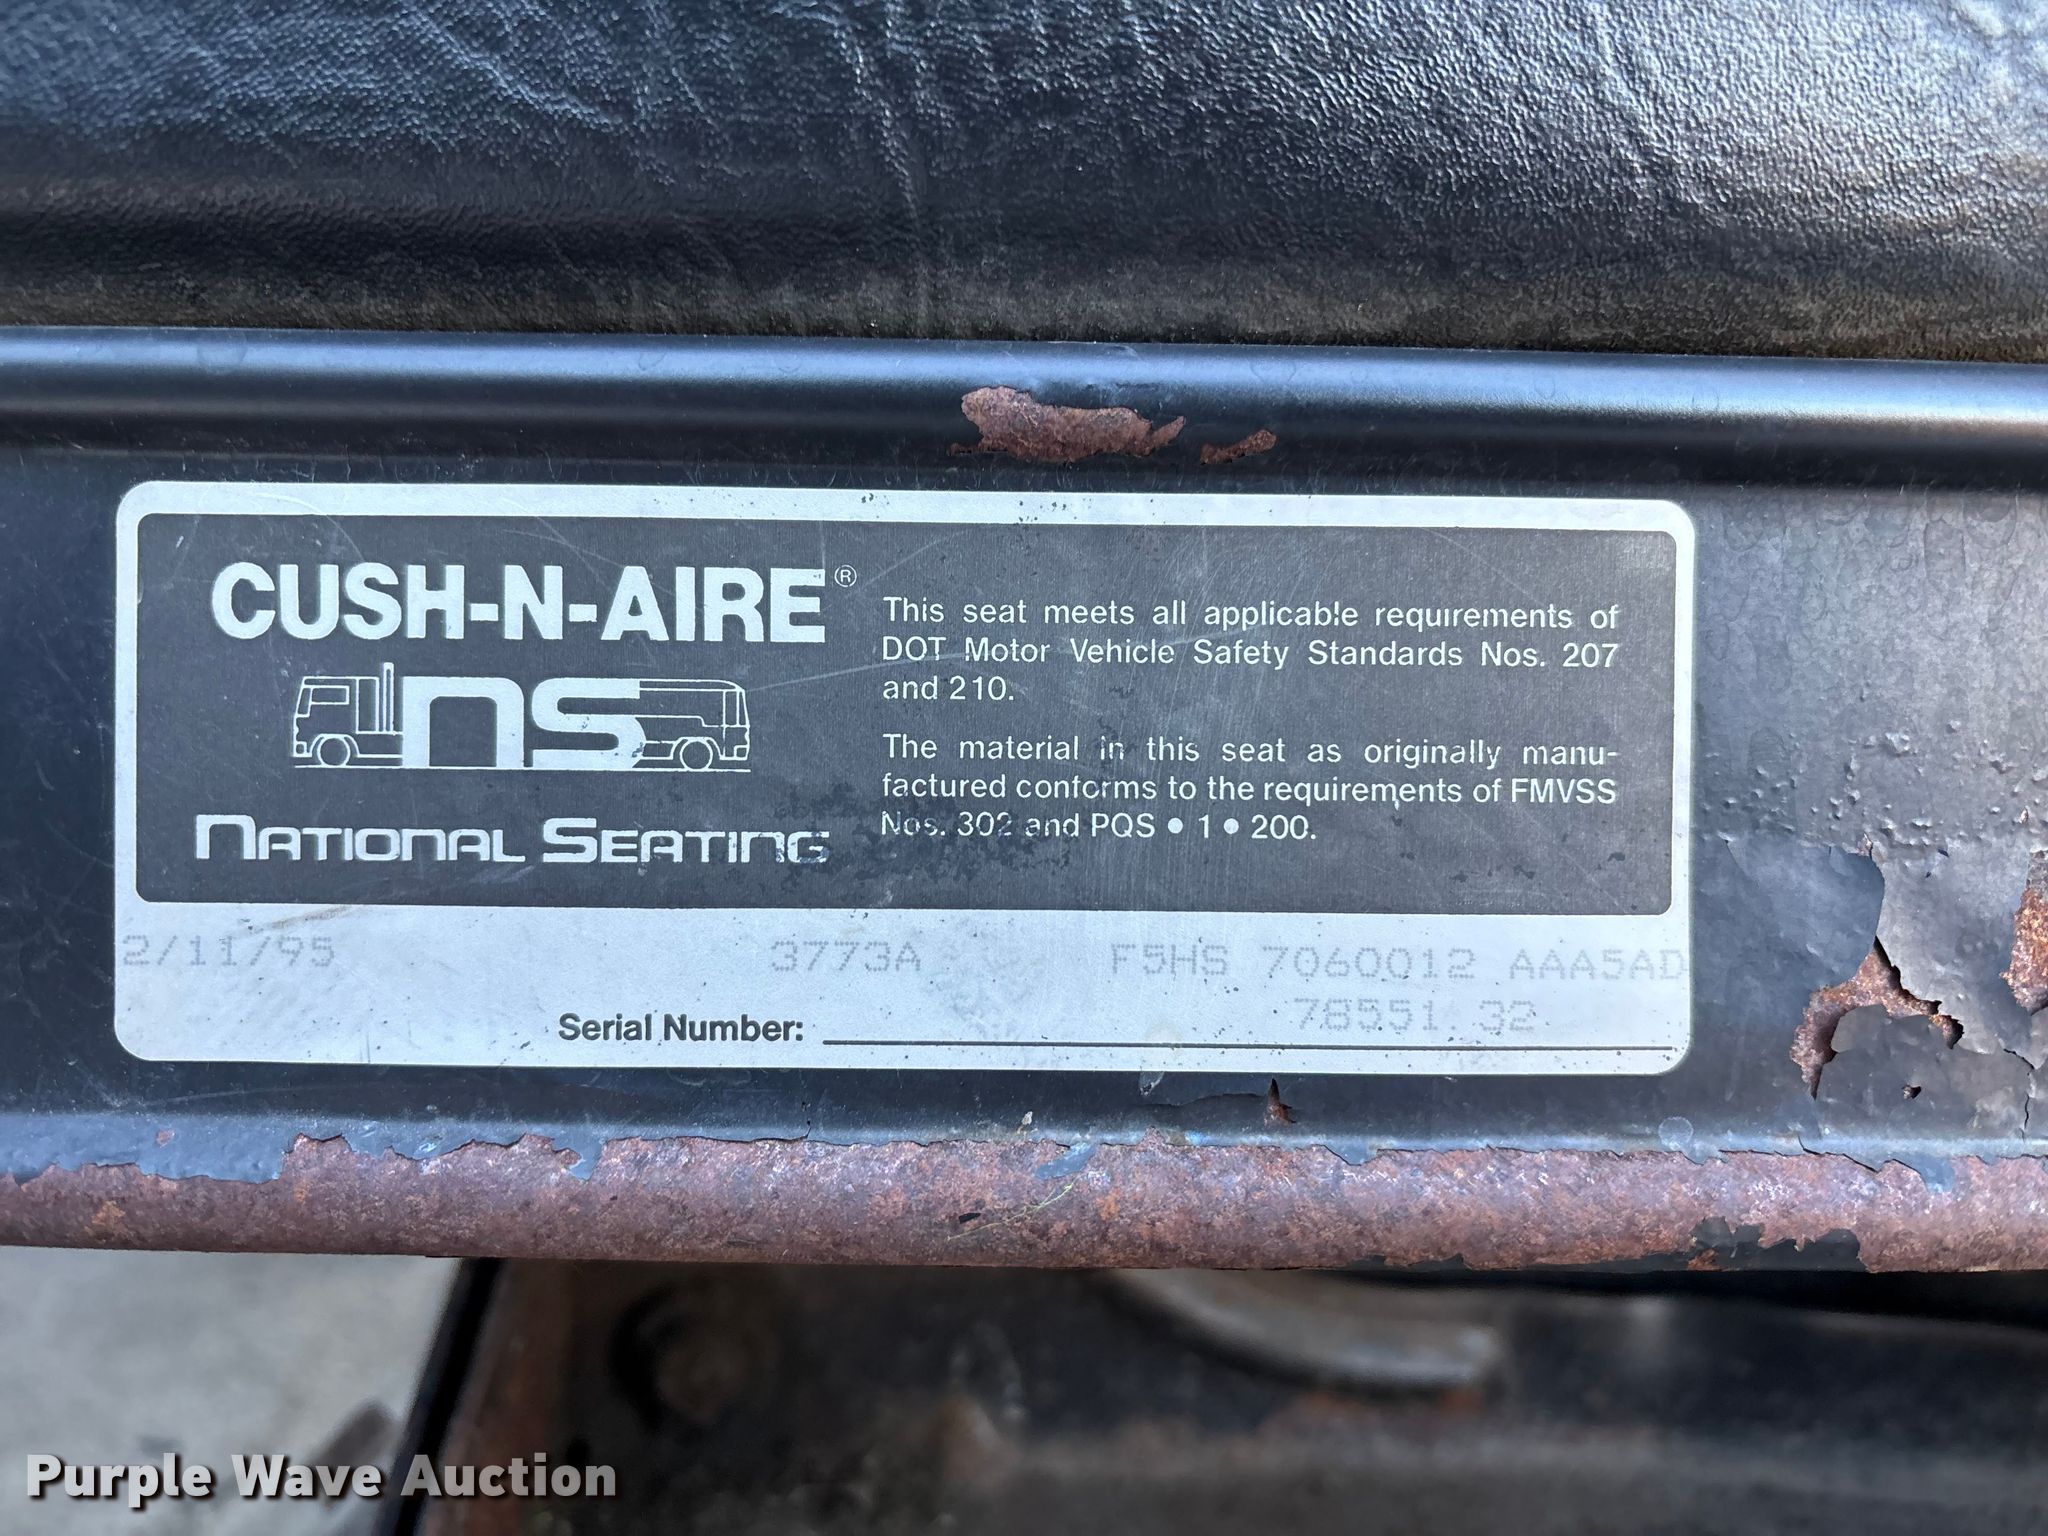 CUSH-N-AIRE®
ns
NATIONAL SEATING
This seat meets all applicable requirements of
DOT Motor Vehicle Safety Standards Nos. 207
and 210.
The material in this seat as originally manu-
factured conforms to the requirements of FMVSS
Nos. 302 and PQS • 1 • 200.
2/11/95 3773A F5HS 7060012 AAA5AD
78551.32
Serial Number:
Purple Wave Auction